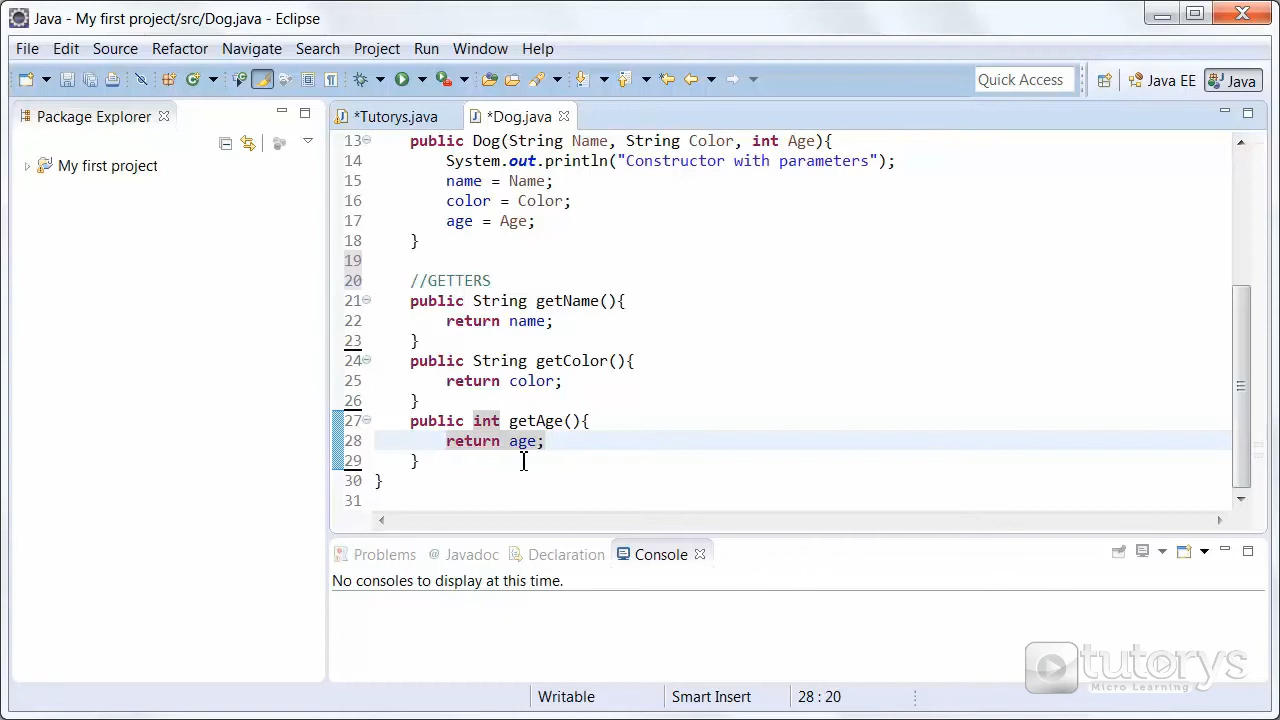 Java - My first project/src/Dog.java - Eclipse
File Edit Source Refactor Navigate Search Project Run Window Help
Quick Access
Java EE
Java
Package Explorer
My first project
*Tutorys.java
*Dog.java
13 public Dog(String Name, String Color, int Age){
14 System.out.println("Constructor with parameters");
15 name = Name;
16 color = Color;
17 age = Age;
18 }
19
20 //GETTERS
21 public String getName(){
22 return name;
23 }
24 public String getColor(){
25 return color;
26 }
27 public int getAge(){
28 return age;
29 }
30 }
31
Problems @ Javadoc Declaration Console
No consoles to display at this time.
tutorys
Micro Learning
Writable Smart Insert 28 : 20